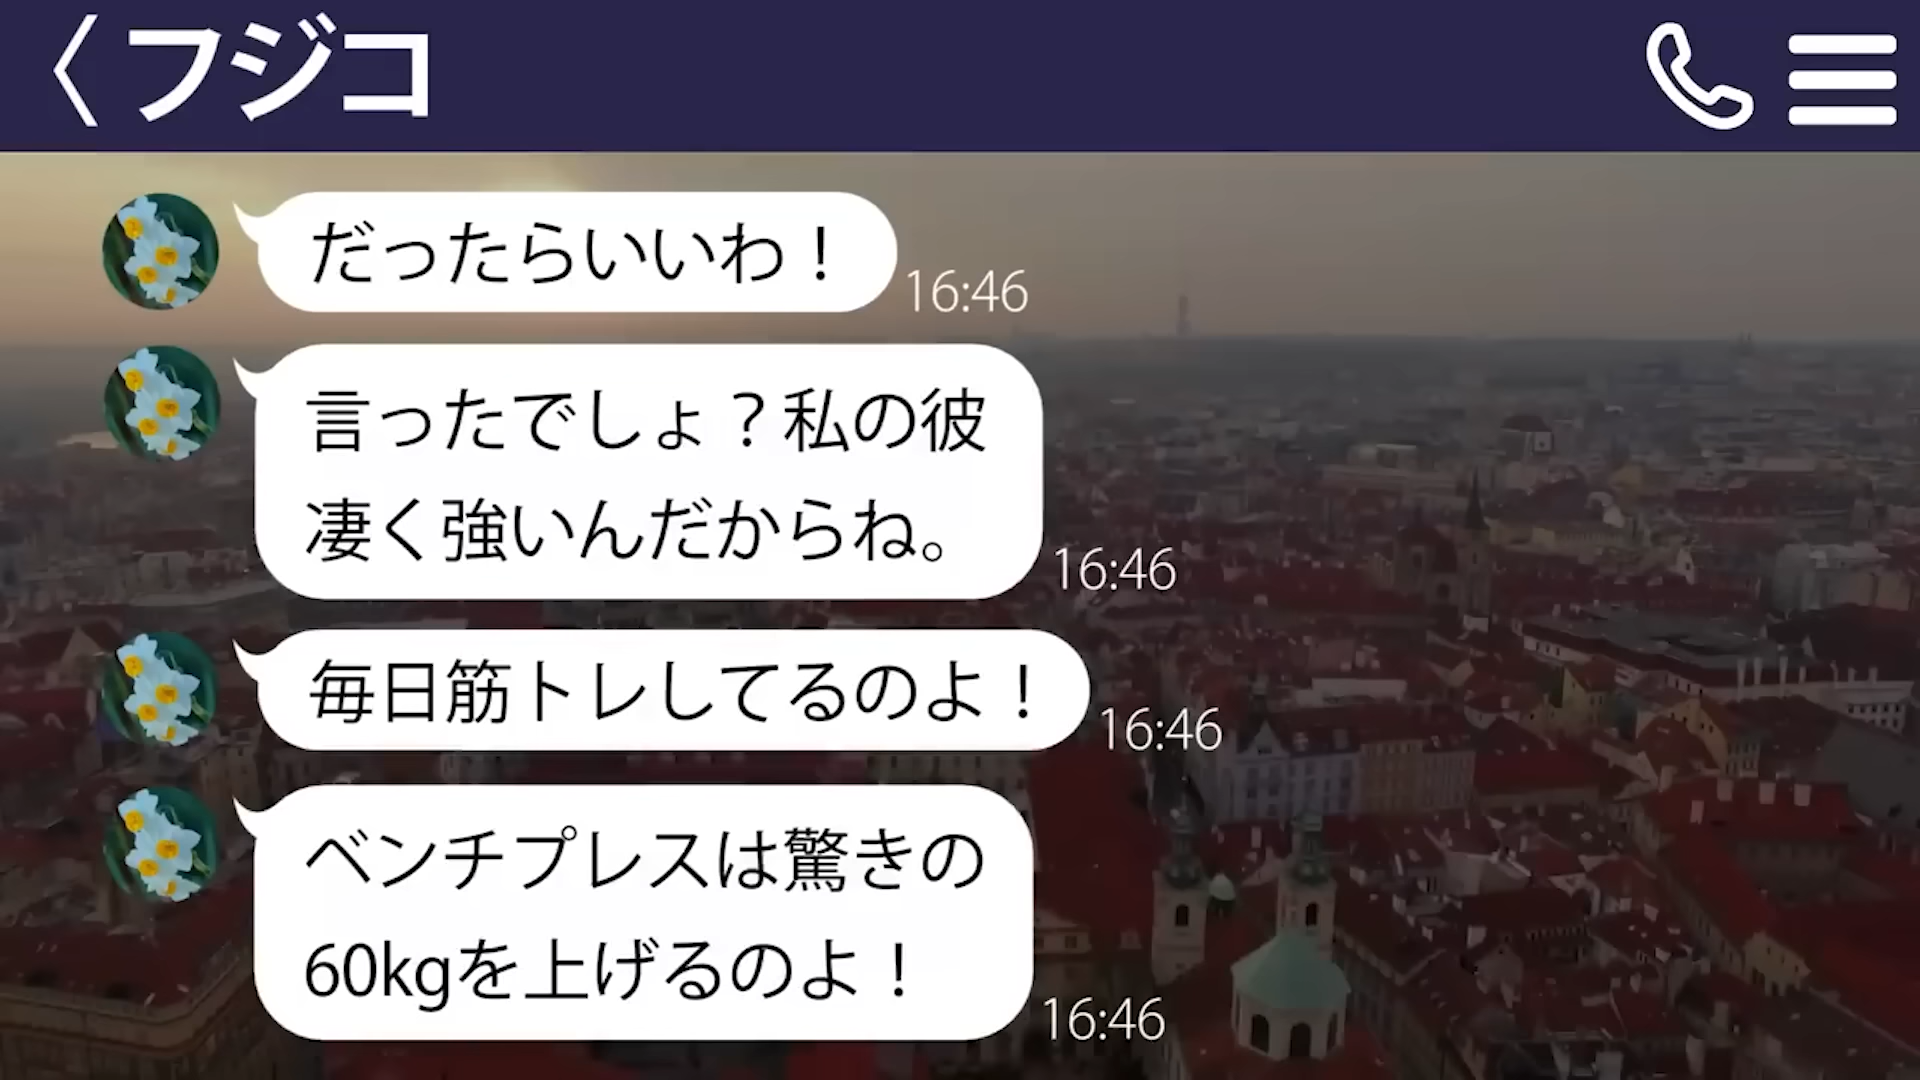 フジコ
だったらいいわ！
16:46
言ったでしょ？私の彼
凄く強いんだからね。
16:46
毎日筋トレしてるのよ！
16:46
ベンチプレスは驚きの
60kgを上げるのよ！
16:46